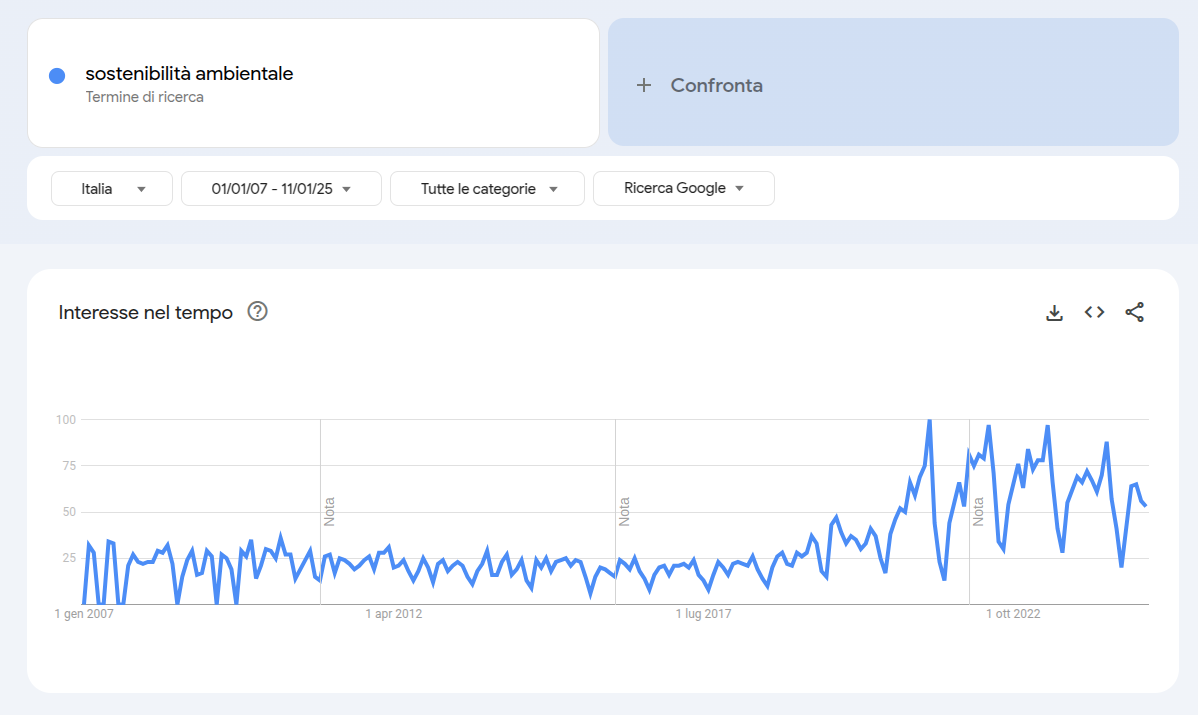 sostenibilità ambientale
Termine di ricerca
+ Confronta
Italia
01/01/07 - 11/01/25
Tutte le categorie
Ricerca Google
Interesse nel tempo
100
75
50
25
Nota
Nota
Nota
1 gen 2007
1 apr 2012
1 lug 2017
1 ott 2022